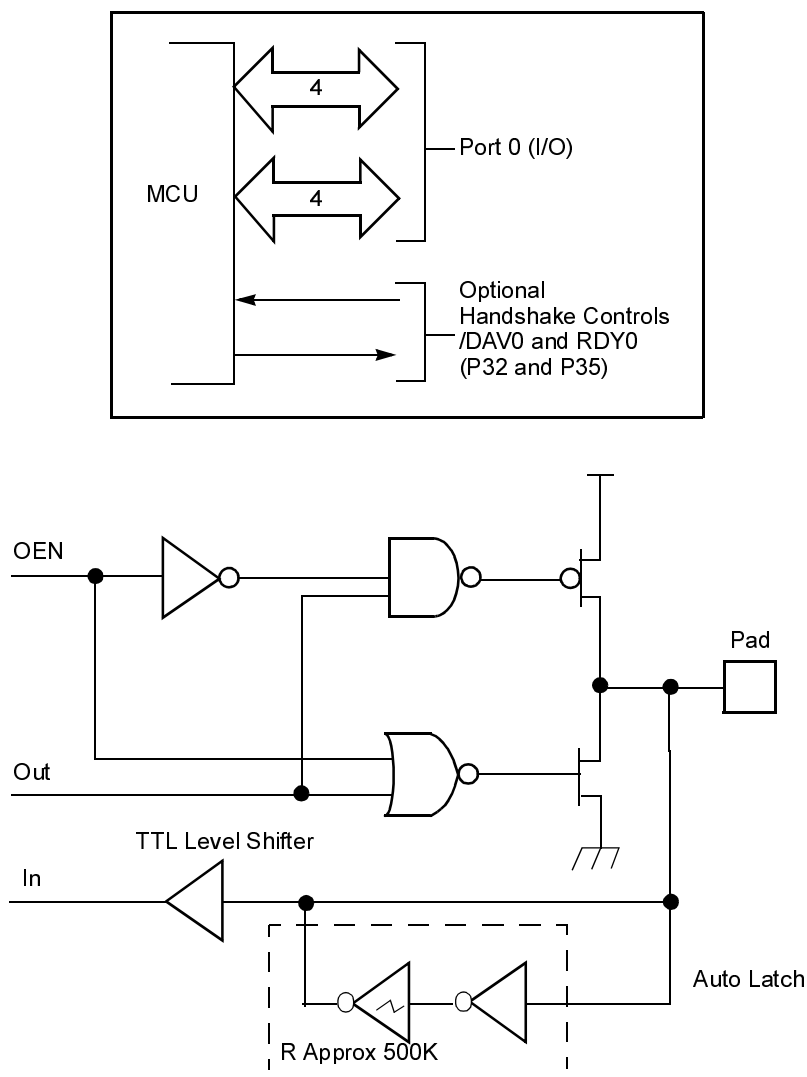 4
Port 0 (I/O)
MCU
4
Optional
Handshake Controls
/DAV0 and RDY0
(P32 and P35)
OEN
Pad
Out
TTL Level Shifter
In
Auto Latch
R Approx 500K